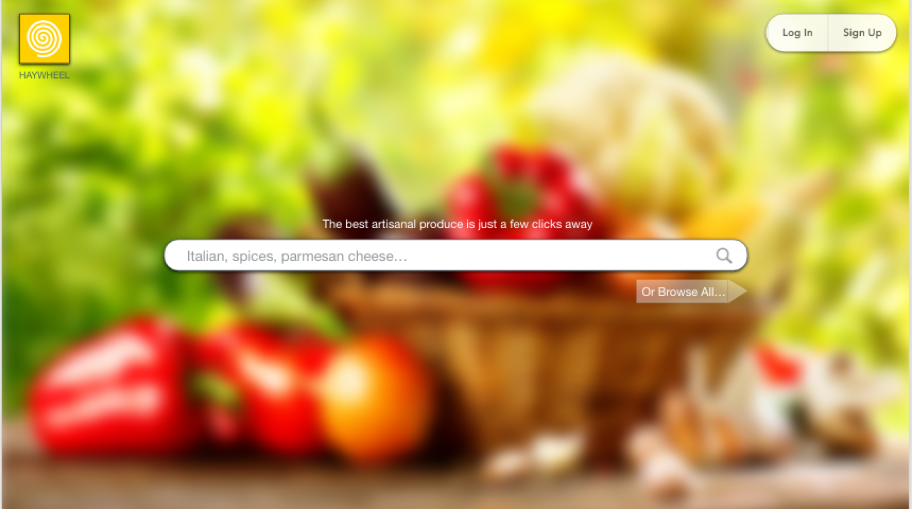 HAYWHEEL
Log In
Sign Up
The best artisanal produce is just a few clicks away
Italian, spices, parmesan cheese...
Or Browse All...